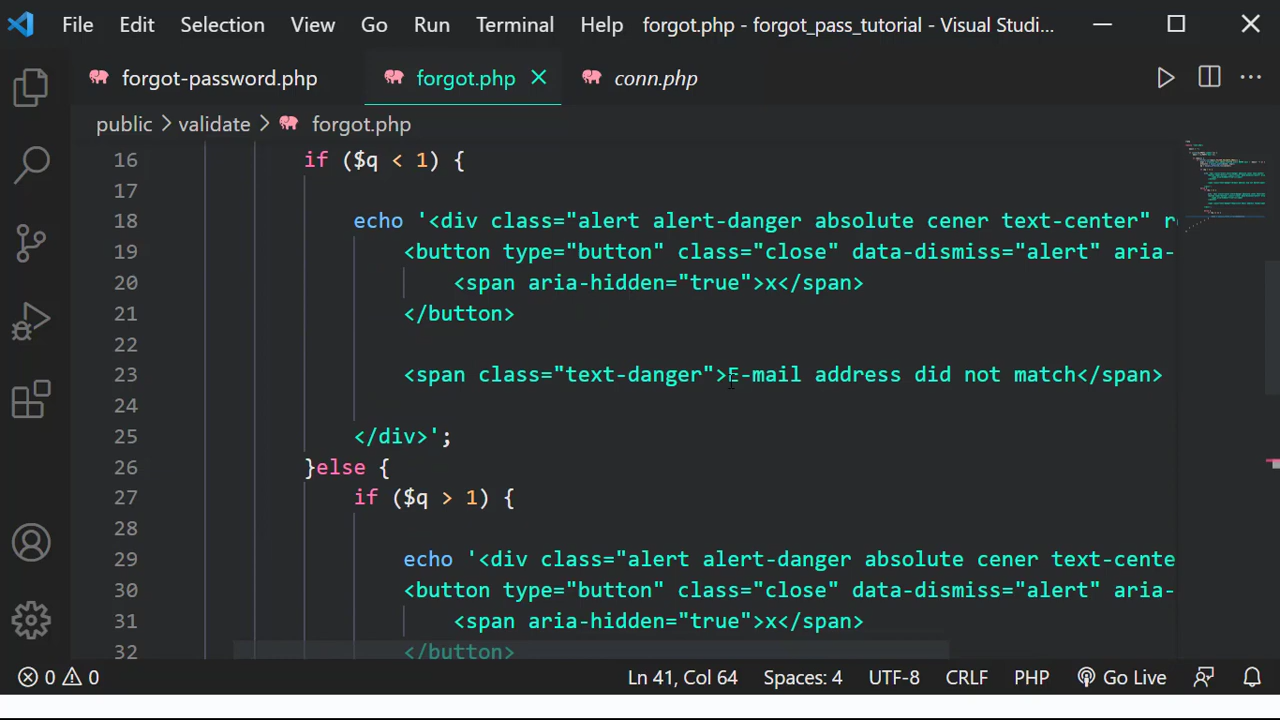 File Edit Selection View Go Run Terminal Help forgot.php - forgot_pass_tutorial - Visual Studi...
forgot-password.php forgot.php conn.php
public > validate > forgot.php
16 if ($q < 1) {
17
18 echo '<div class="alert alert-danger absolute cener text-center" r
19 <button type="button" class="close" data-dismiss="alert" aria-
20 <span aria-hidden="true">x</span>
21 </button>
22
23 <span class="text-danger">E-mail address did not match</span>
24
25 </div>';
26 }else {
27 if ($q > 1) {
28
29 echo '<div class="alert alert-danger absolute cener text-cente
30 <button type="button" class="close" data-dismiss="alert" aria-
31 <span aria-hidden="true">x</span>
32 </button>
0 0 Ln 41, Col 64 Spaces: 4 UTF-8 CRLF PHP Go Live